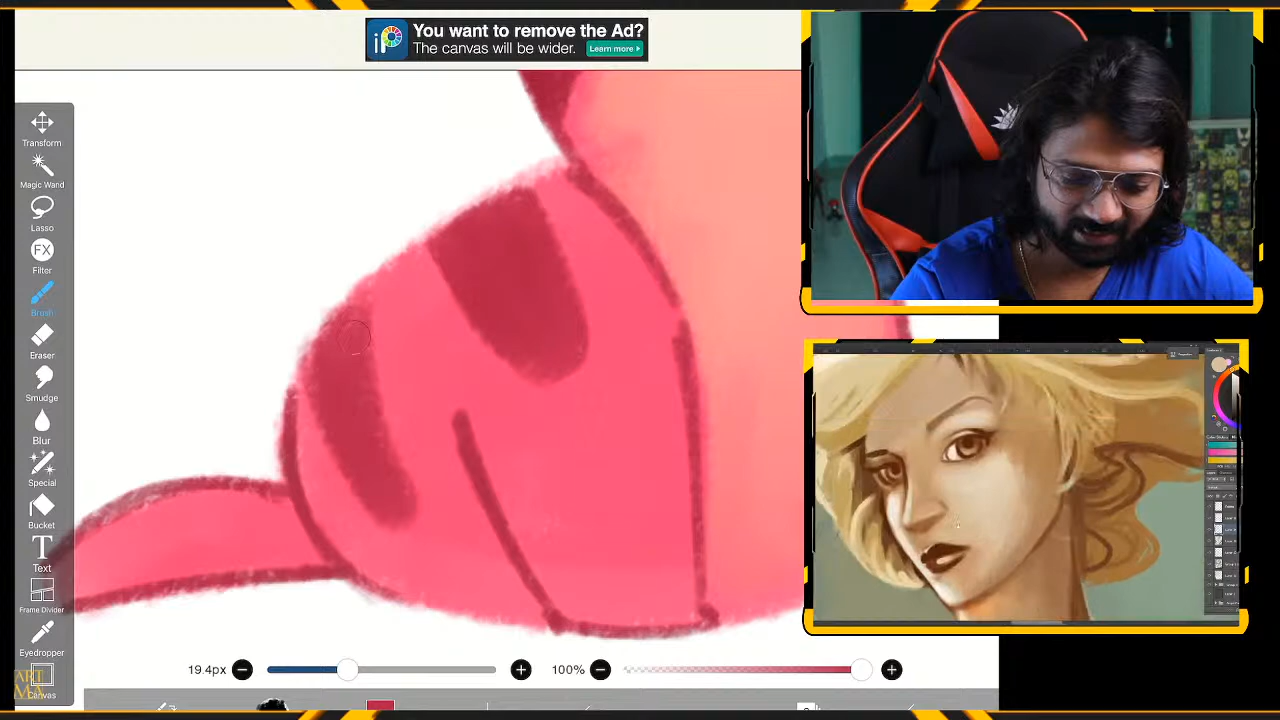 You want to remove the Ad?
The canvas will be wider.
Learn more
Transform
Magic Wand
Lasso
FX
Filter
Brush
Eraser
Smudge
Blur
Special
Bucket
T
Text
Frame Divider
Eyedropper
Canvas
19.4px
100%